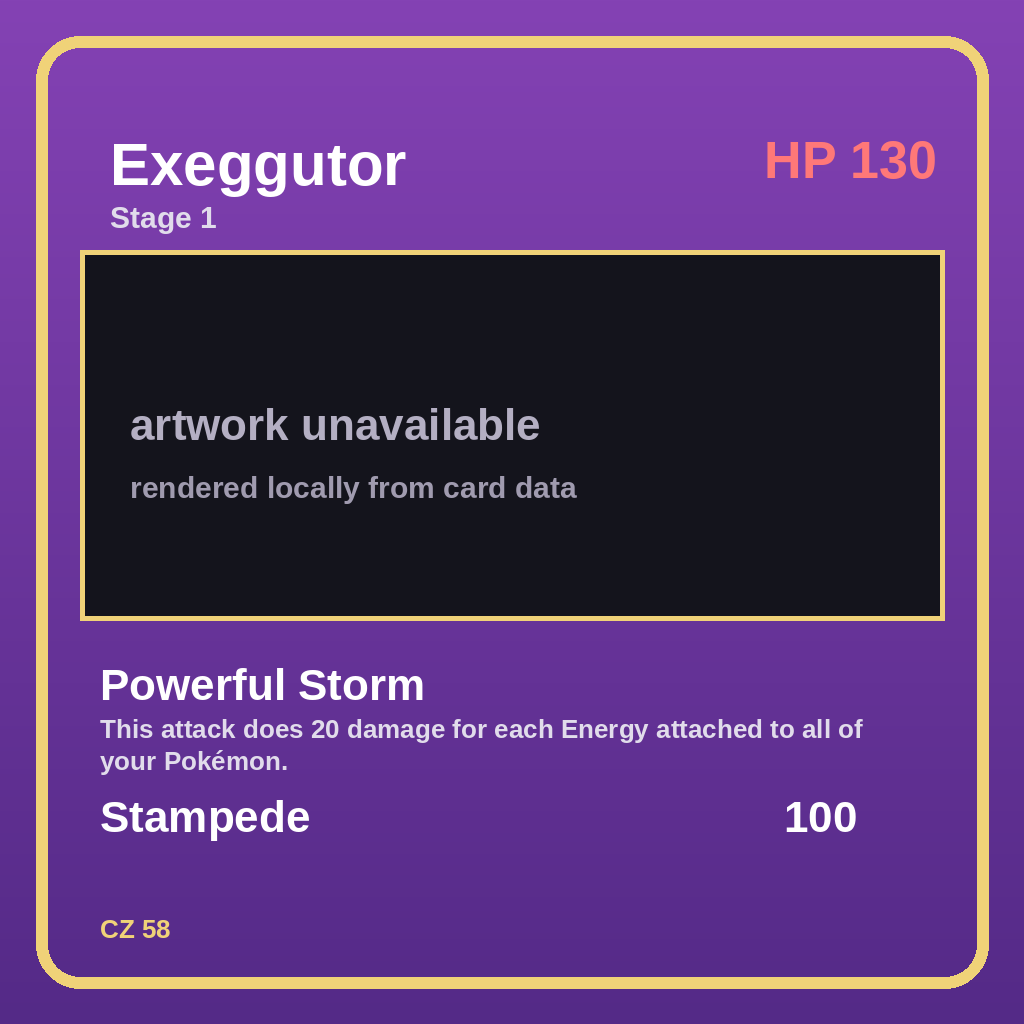 Exeggutor
HP 130
Stage 1
artwork unavailable
rendered locally from card data
Powerful Storm
This attack does 20 damage for each Energy attached to all of
your Pokémon.
Stampede 100
CZ 58